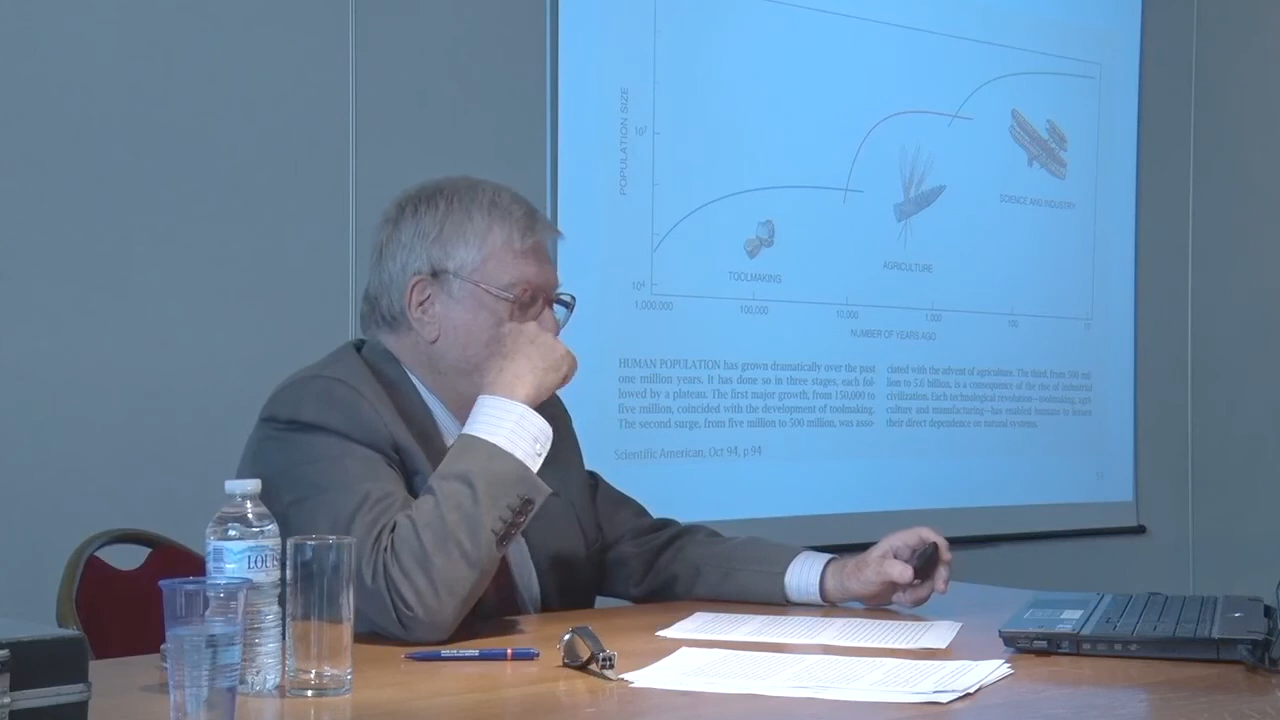 POPULATION SIZE
10⁷
10⁴
TOOLMAKING
AGRICULTURE
SCIENCE AND INDUSTRY
1,000,000
100,000
10,000
1,000
100
10
NUMBER OF YEARS AGO
HUMAN POPULATION has grown dramatically over the past
one million years. It has done so in three stages, each fol-
lowed by a plateau. The first major growth, from 150,000 to
five million, coincided with the development of toolmaking.
The second surge, from five million to 500 million, was asso-
ciated with the advent of agriculture. The third, from 500 mil-
lion to 5.6 billion, is a consequence of the rise of industrial
civilization. Each technological revolution—toolmaking, agri-
culture and manufacturing—has enabled humans to lessen
their direct dependence on natural systems.
Scientific American, Oct 94, p 94
LOUIS